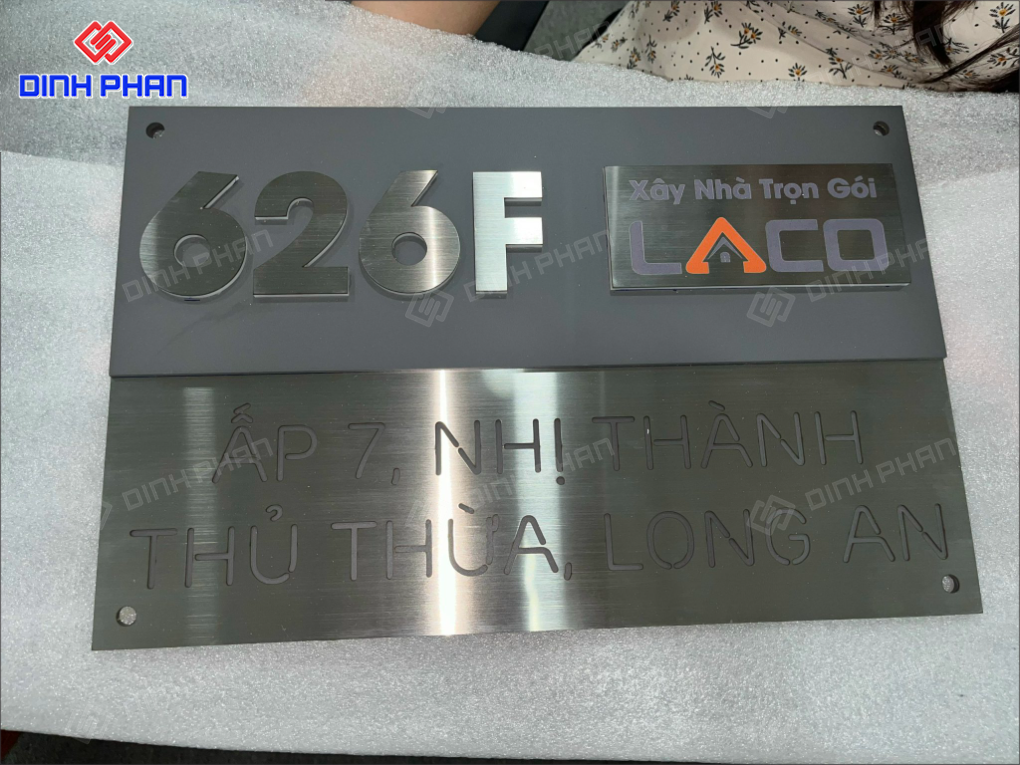 DINH PHAN
626F
Xây Nhà Trọn Gói
LACO
ẤP 7, NHỊ THÀNH
THỦ THỪA, LONG AN